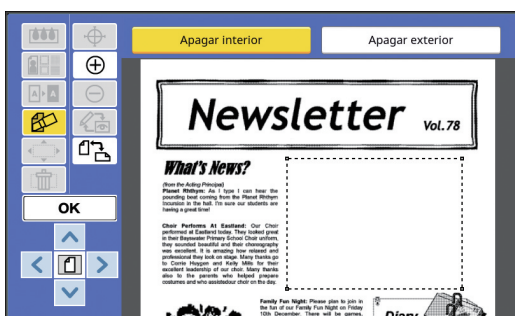 Apagar interior
Apagar exterior
A A
OK
Newsletter Vol.78
What's News?
(from the Acting Principal)
Planet Rhthym: As I type I can hear the
pounding beat coming from the Planet Rhthym
Incursion in the hall. I'm sure our students are
having a great time!
Choir Performs At Eastland: Our Choir
performed at Eastland today. They looked great
in their Bayswater Primary School Choir uniform,
they sounded beautiful and their choreography
was excellent. It is amazing how relaxed and
professional they look on stage. Many thanks go
to Corrie Huygen and Kelly Mills for their
excellent leadership of our choir. Many thanks
also to the parents who helped prepare
costumes and who assisted our choir on the day.
Family Fun Night: Please plan to join in
the fun of our Family Fun Night on Friday
10th December. There will be games,
Diary